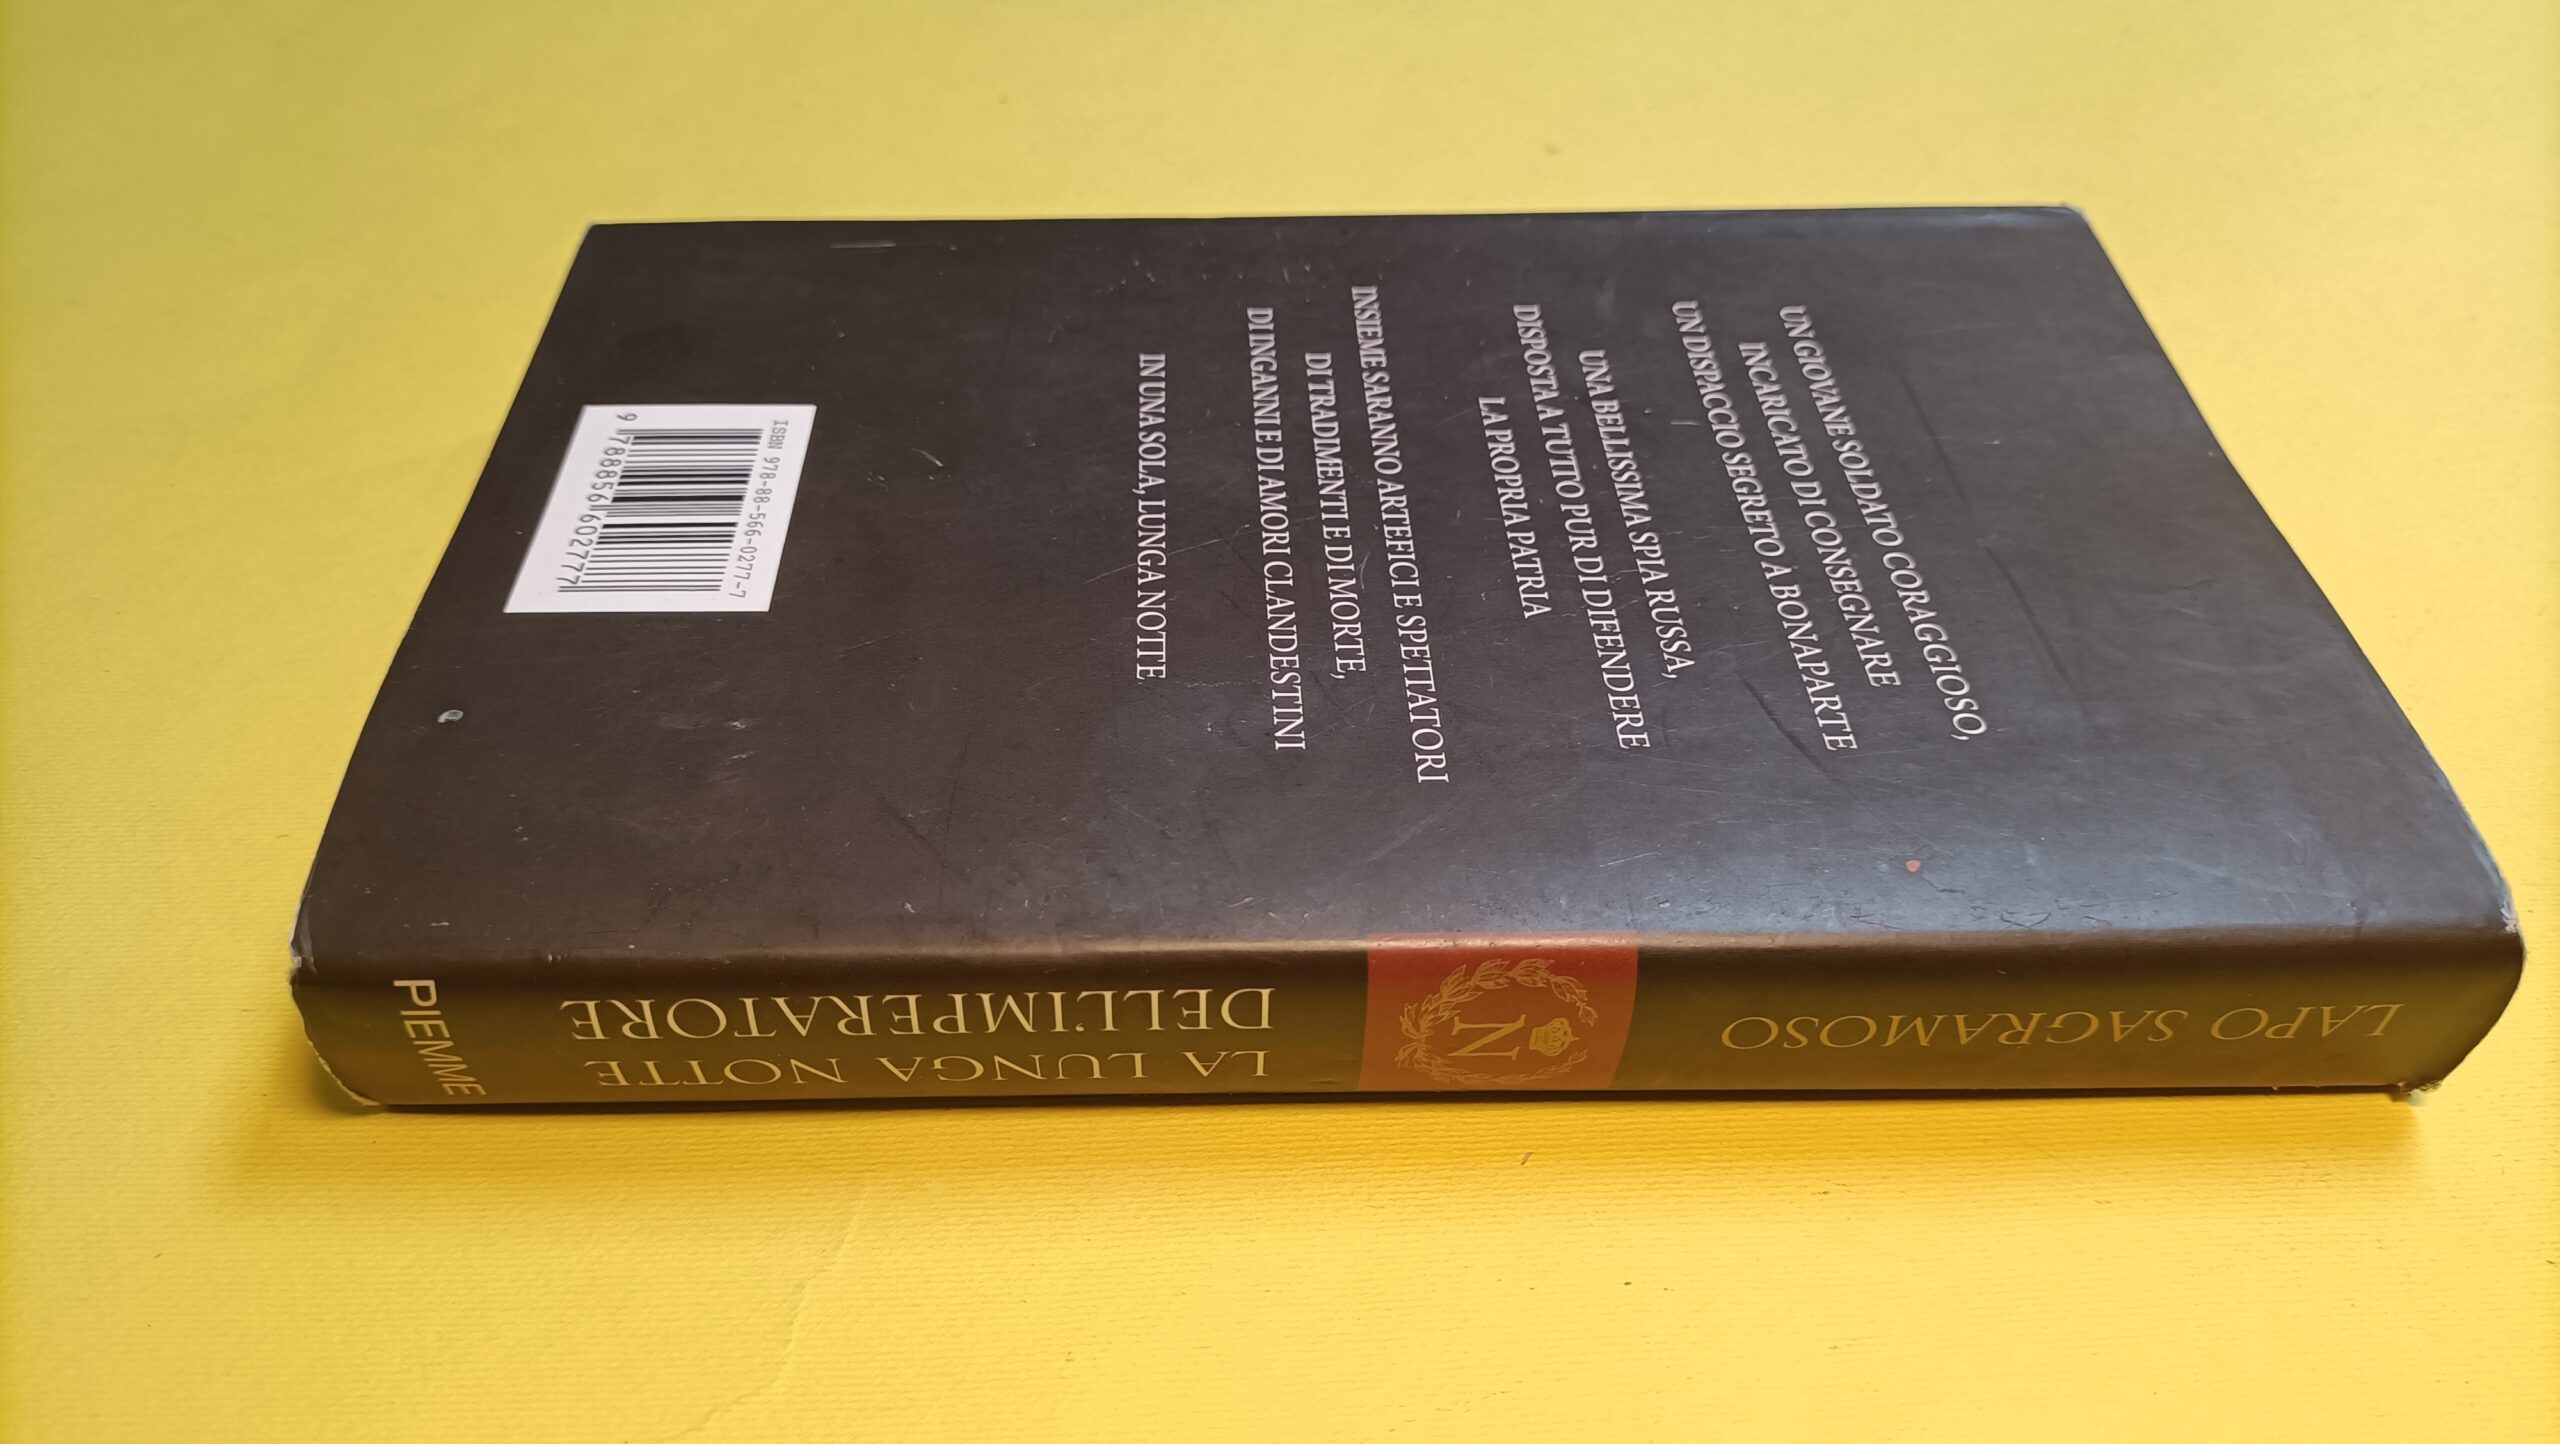 UN GIOVANE SOLDATO CORAGGIOSO,
INCARICATO DI CONSEGNARE
UN DISPACCIO SEGRETO A BONAPARTE
UNA BELLISSIMA SPIA RUSSA,
DISPOSTA A TUTTO PUR DI DIFENDERE
LA PROPRIA PATRIA
INSIEME SARANNO ARTEFICI E SPETTATORI
DI TRADIMENTI E DI MORTE,
DI INGANNI E DI AMORI CLANDESTINI
IN UNA SOLA, LUNGA NOTTE
ISBN 978-88-566-0277-7
9 788856 602777
LAPO SAGRAMOSO
N
LA LUNGA NOTTE
DELL'IMPERATORE
PIEMME